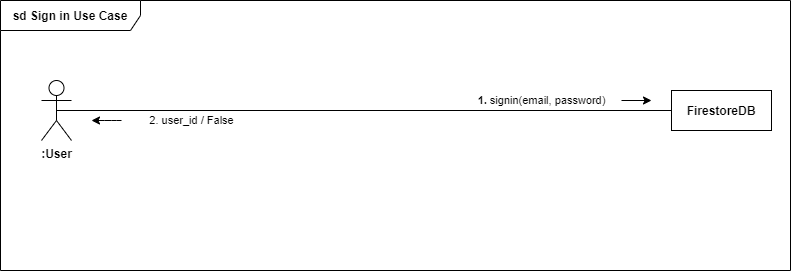 sd Sign in Use Case
1. signin(email, password)
FirestoreDB
2. user_id / False
:User